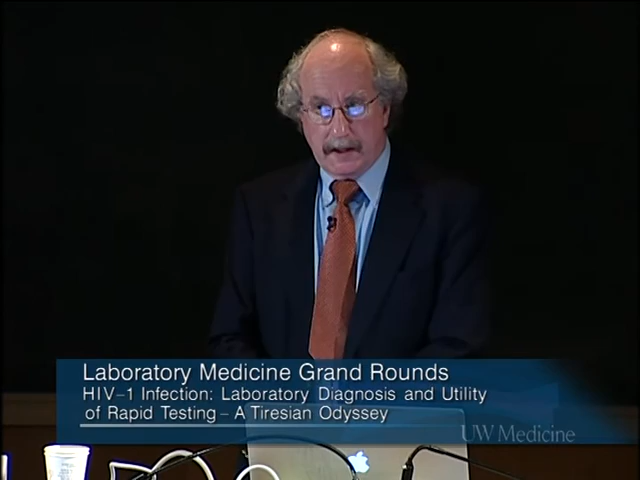 Laboratory Medicine Grand Rounds
HIV–1 Infection: Laboratory Diagnosis and Utility
of Rapid Testing – A Tiresian Odyssey
UW Medicine